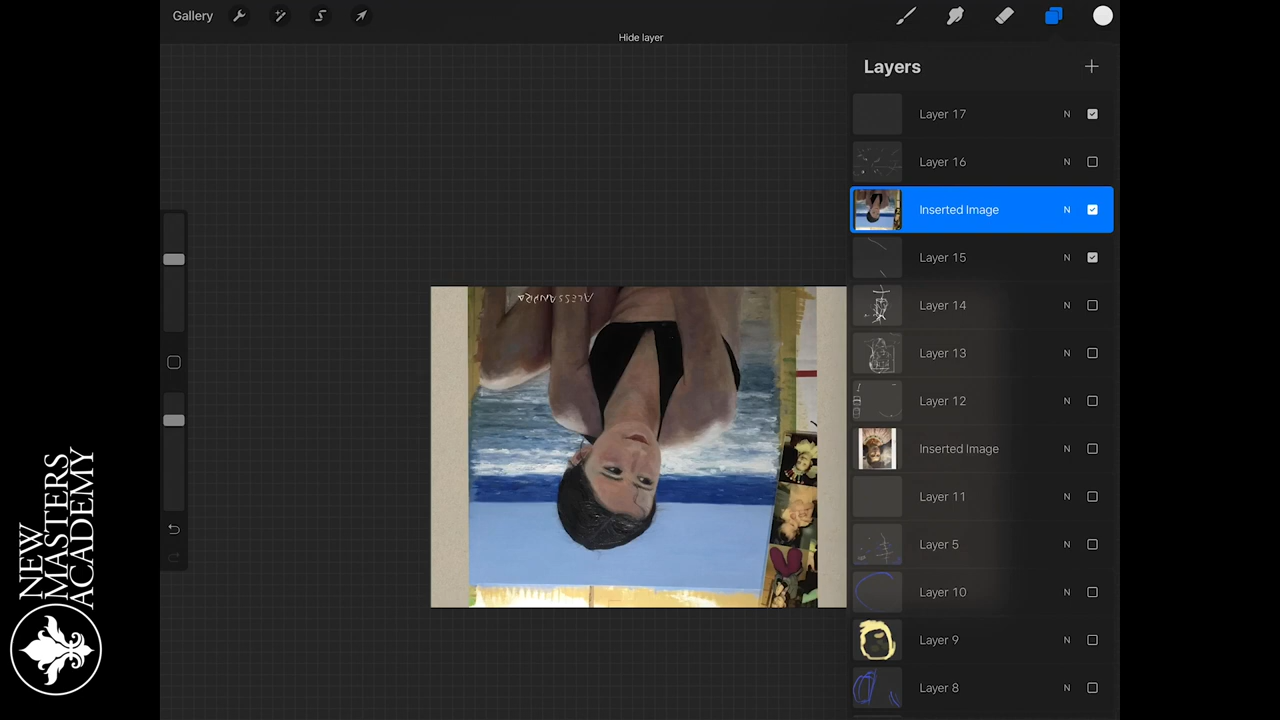 Gallery
Hide layer
Layers
Layer 17 N
Layer 16 N
Inserted Image N
Layer 15 N
Layer 14 N
Layer 13 N
Layer 12 N
Inserted Image N
Layer 11 N
Layer 5 N
Layer 10 N
Layer 9 N
Layer 8 N
ALESSANDRA
NEW
MASTERS
ACADEMY